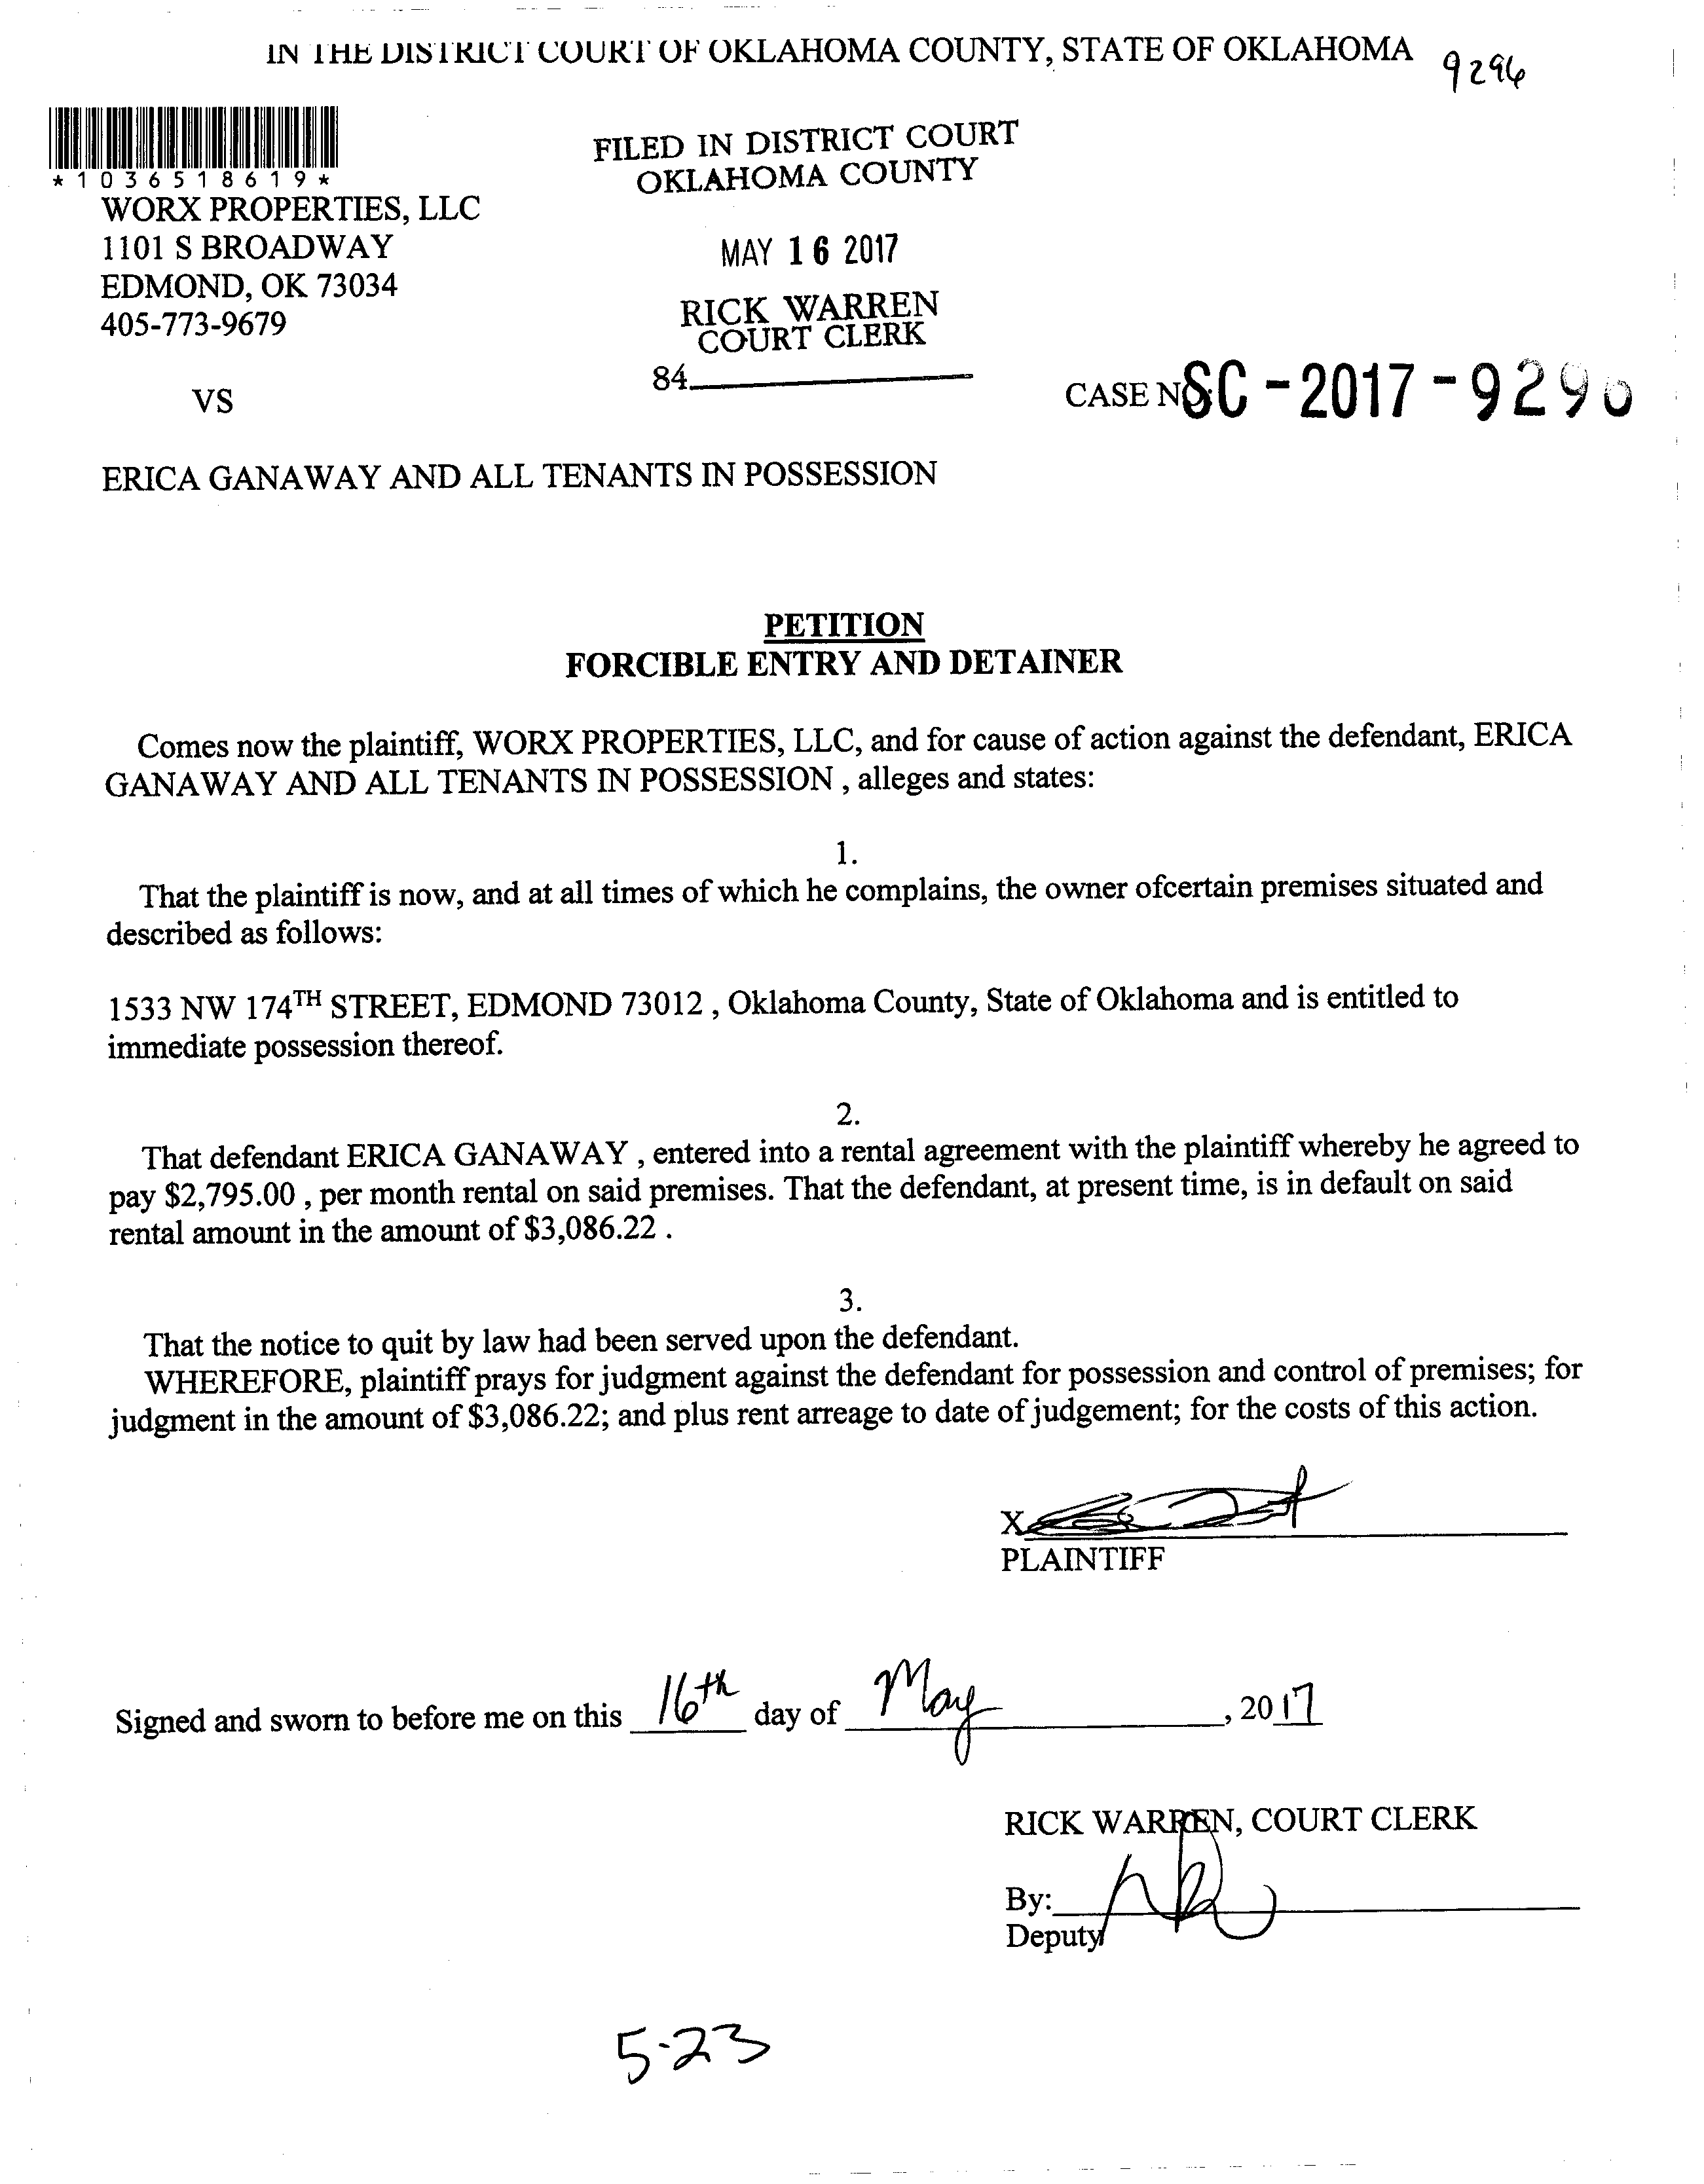 IN THE DISTRICT COURT OF OKLAHOMA COUNTY, STATE OF OKLAHOMA
9296
*1036518619*
FILED IN DISTRICT COURT
OKLAHOMA COUNTY
MAY 16 2017
RICK WARREN
COURT CLERK
84
WORX PROPERTIES, LLC
1101 S BROADWAY
EDMOND, OK 73034
405-773-9679
VS
CASE NO. SC - 2017 - 9296
ERICA GANAWAY AND ALL TENANTS IN POSSESSION
PETITION
FORCIBLE ENTRY AND DETAINER
Comes now the plaintiff, WORX PROPERTIES, LLC, and for cause of action against the defendant, ERICA
GANAWAY AND ALL TENANTS IN POSSESSION , alleges and states:
1.
That the plaintiff is now, and at all times of which he complains, the owner ofcertain premises situated and
described as follows:
1533 NW 174TH STREET, EDMOND 73012 , Oklahoma County, State of Oklahoma and is entitled to
immediate possession thereof.
2.
That defendant ERICA GANAWAY , entered into a rental agreement with the plaintiff whereby he agreed to
pay $2,795.00 , per month rental on said premises. That the defendant, at present time, is in default on said
rental amount in the amount of $3,086.22 .
3.
That the notice to quit by law had been served upon the defendant.
WHEREFORE, plaintiff prays for judgment against the defendant for possession and control of premises; for
judgment in the amount of $3,086.22; and plus rent arreage to date of judgement; for the costs of this action.
X
PLAINTIFF
Signed and sworn to before me on this 16th day of May , 2017
RICK WARREN, COURT CLERK
By:
Deputy
5-23